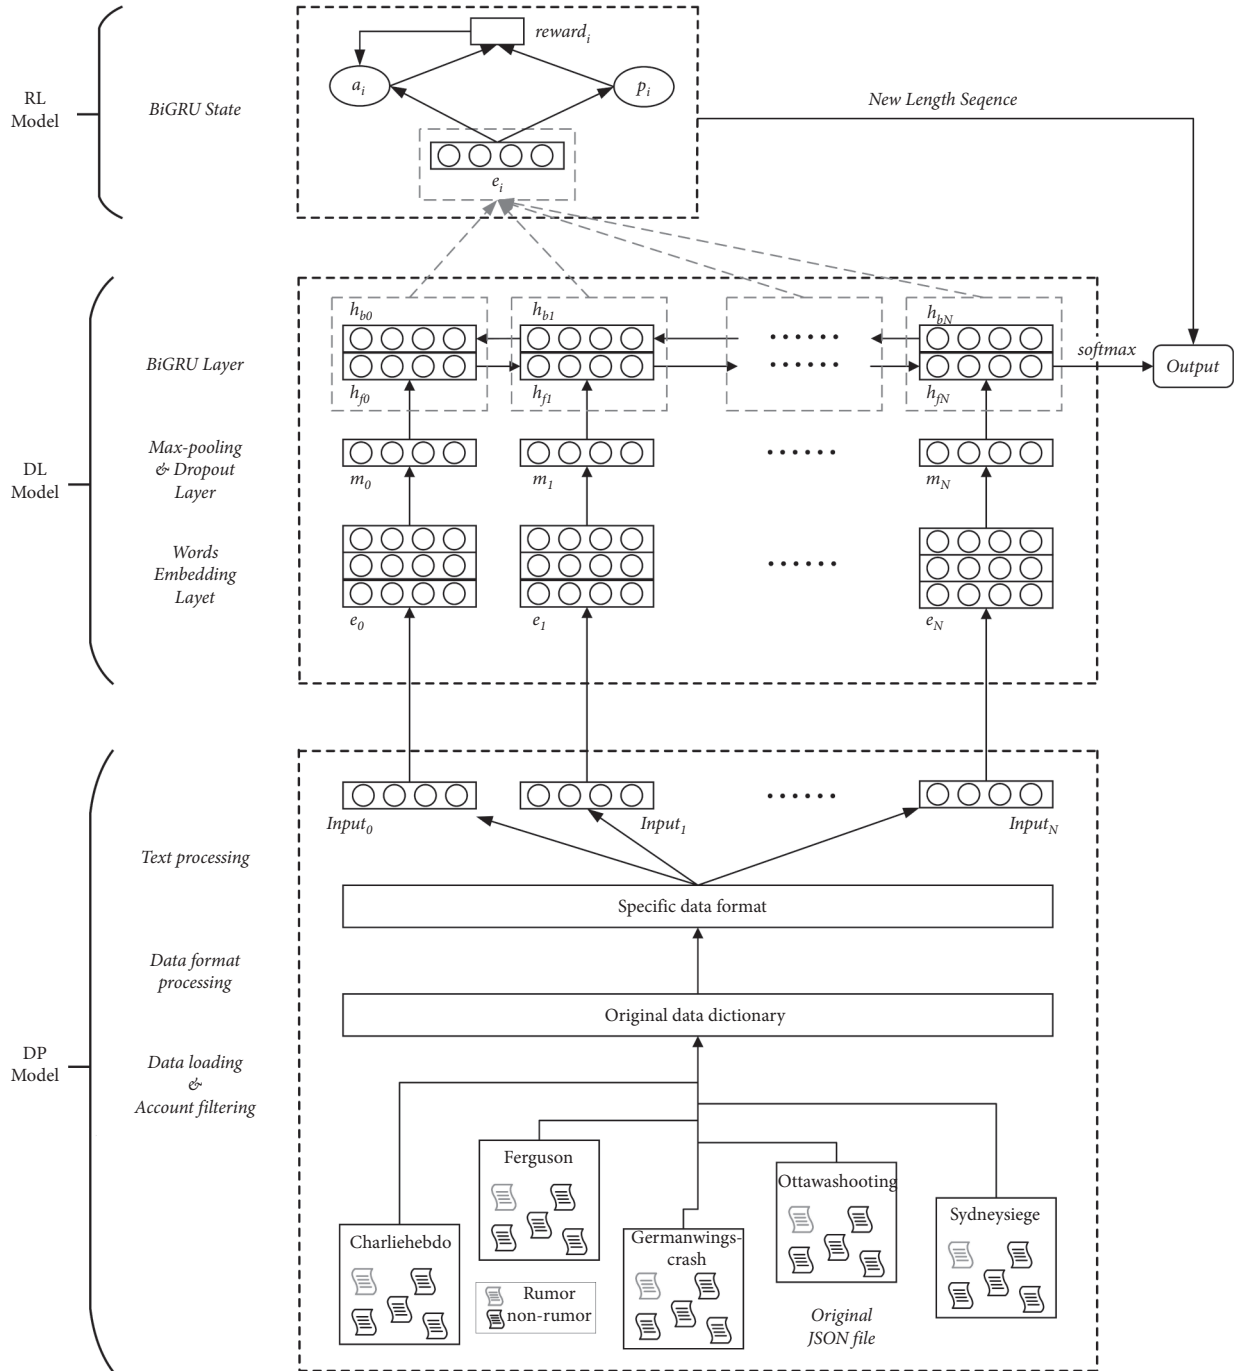 RL
Model
BiGRU State
reward_i
a_i
p_i
e_i
New Length Seqence
DL
Model
BiGRU Layer
h_b0
h_b1
......
h_bN
h_f0
h_f1
......
h_fN
softmax
Output
Max-pooling
& Dropout
Layer
m_0
m_1
......
m_N
Words
Embedding
Layet
e_0
e_1
......
e_N
DP
Model
Text processing
Input_0
Input_1
......
Input_N
Specific data format
Data format
processing
Original data dictionary
Data loading
&
Account filtering
Charliehebdo
Ferguson
Germanwings-
crash
Ottawashooting
Sydneysiege
Rumor
non-rumor
Original
JSON file